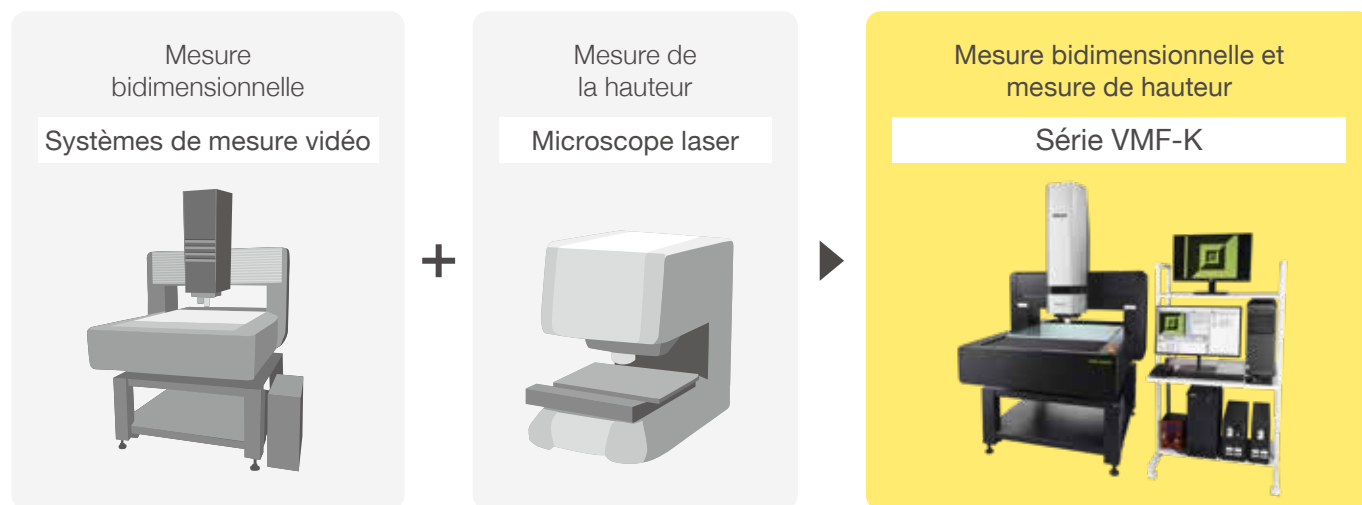 Mesure
bidimensionnelle
Systèmes de mesure vidéo
+
Mesure de
la hauteur
Microscope laser
Mesure bidimensionnelle et
mesure de hauteur
Série VMF-K